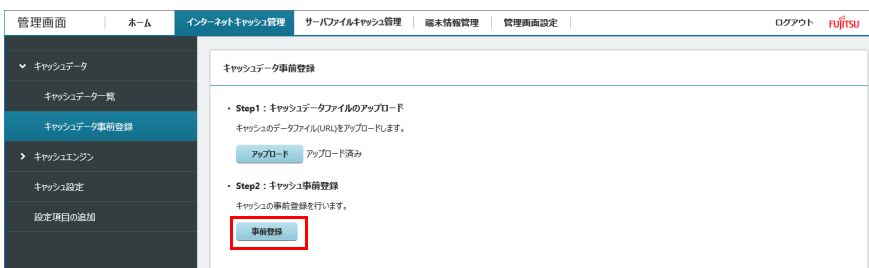 管理画面 ホーム インターネットキャッシュ管理 サーバファイルキャッシュ管理 端末情報管理 管理画面設定 ログアウト FUJITSU
キャッシュデータ
キャッシュデータ一覧
キャッシュデータ事前登録
キャッシュエンジン
キャッシュ設定
設定項目の追加
キャッシュデータ事前登録
・ Step1：キャッシュデータファイルのアップロード
キャッシュのデータファイル(URL)をアップロードします。
アップロード アップロード済み
・ Step2：キャッシュ事前登録
キャッシュの事前登録を行います。
事前登録